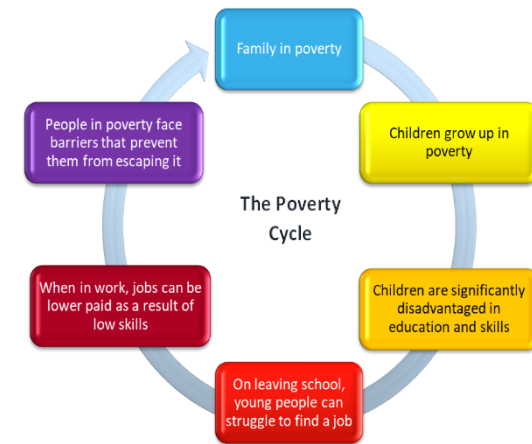 Family in poverty
Children grow up in
poverty
Children are significantly
disadvantaged in
education and skills
On leaving school,
young people can
struggle to find a job
When in work, jobs can be
lower paid as a result of
low skills
People in poverty face
barriers that prevent
them from escaping it
The Poverty
Cycle